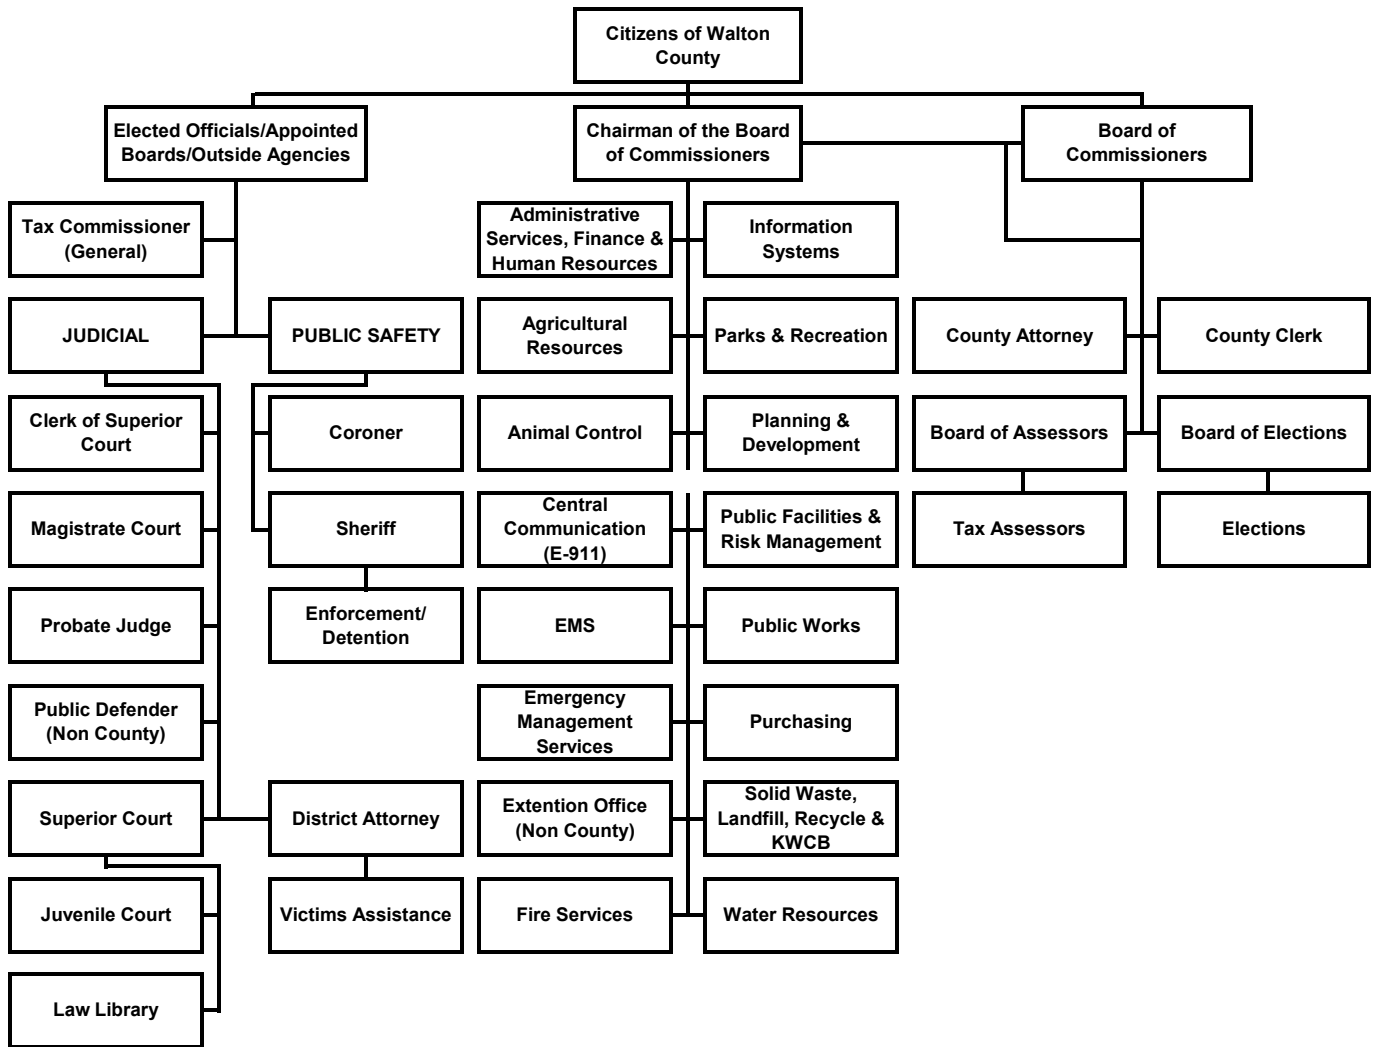 Citizens of Walton
County
Elected Officials/Appointed
Boards/Outside Agencies
Chairman of the Board
of Commissioners
Board of
Commissioners
Tax Commissioner
(General)
Administrative
Services, Finance &
Human Resources
Information
Systems
JUDICIAL
PUBLIC SAFETY
Agricultural
Resources
Parks & Recreation
County Attorney
County Clerk
Clerk of Superior
Court
Coroner
Animal Control
Planning &
Development
Board of Assessors
Board of Elections
Magistrate Court
Sheriff
Central
Communication
(E-911)
Public Facilities &
Risk Management
Tax Assessors
Elections
Probate Judge
Enforcement/
Detention
EMS
Public Works
Public Defender
(Non County)
Emergency
Management
Services
Purchasing
Superior Court
District Attorney
Extention Office
(Non County)
Solid Waste,
Landfill, Recycle &
KWCB
Juvenile Court
Victims Assistance
Fire Services
Water Resources
Law Library